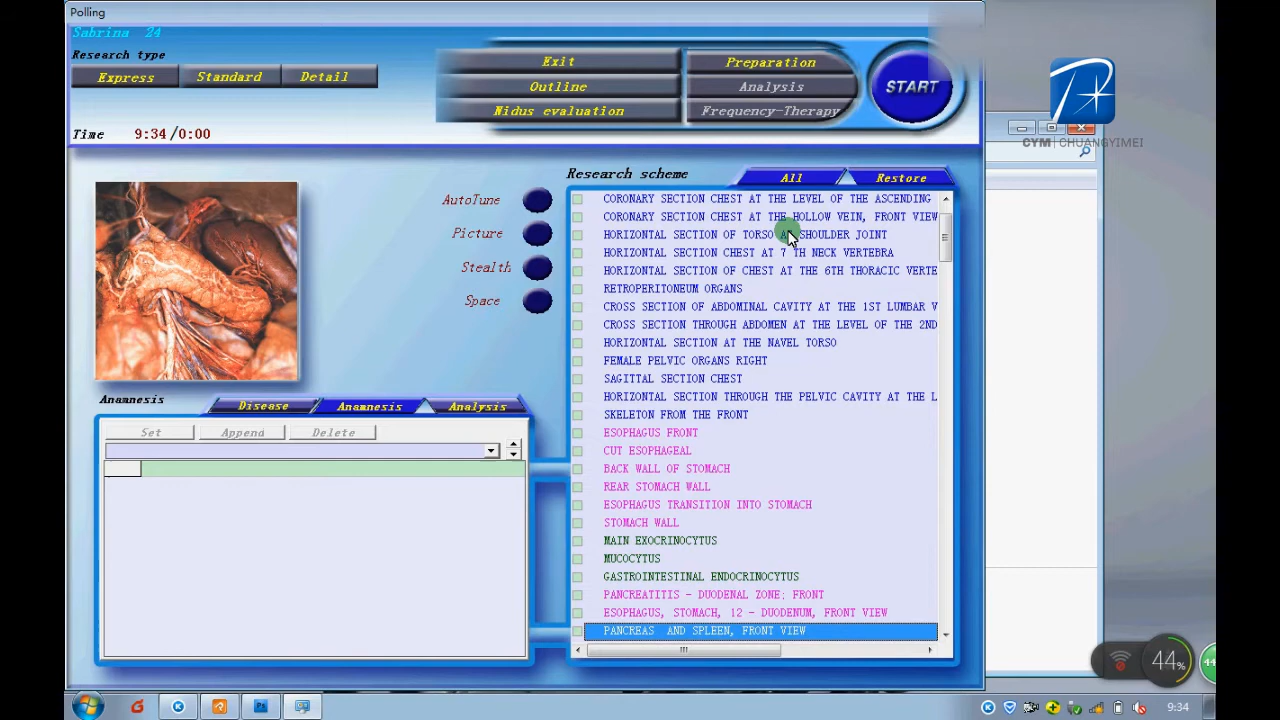 Polling
Sabrina 24
Research type
Express
Standard
Detail
Exit
Outline
Nidus evaluation
Preparation
Analysis
Frequency-Therapy
START
CYM CHUANGYIMEI
Time 9:34 /0:00
Research scheme
All
Restore
AutoTune
Picture
Stealth
Space
CORONARY SECTION CHEST AT THE LEVEL OF THE ASCENDING
CORONARY SECTION CHEST AT THE HOLLOW VEIN, FRONT VIEW
HORIZONTAL SECTION OF TORSO SHOULDER JOINT
HORIZONTAL SECTION CHEST AT 7 TH NECK VERTEBRA
HORIZONTAL SECTION OF CHEST AT THE 6TH THORACIC VERTE
RETROPERITONEUM ORGANS
CROSS SECTION OF ABDOMINAL CAVITY AT THE 1ST LUMBAR V
CROSS SECTION THROUGH ABDOMEN AT THE LEVEL OF THE 2ND
HORIZONTAL SECTION AT THE NAVEL TORSO
FEMALE PELVIC ORGANS RIGHT
SAGITTAL SECTION CHEST
HORIZONTAL SECTION THROUGH THE PELVIC CAVITY AT THE L
SKELETON FROM THE FRONT
ESOPHAGUS FRONT
CUT ESOPHAGEAL
BACK WALL OF STOMACH
REAR STOMACH WALL
ESOPHAGUS TRANSITION INTO STOMACH
STOMACH WALL
MAIN EXOCRINOCYTUS
MUCOCYTUS
GASTROINTESTINAL ENDOCRINOCYTUS
PANCREATITIS - DUODENAL ZONE; FRONT
ESOPHAGUS, STOMACH, 12 - DUODENUM, FRONT VIEW
PANCREAS AND SPLEEN, FRONT VIEW
Anamnesis
Disease
Anamnesis
Analysis
Set
Append
Delete
44%
44
9:34